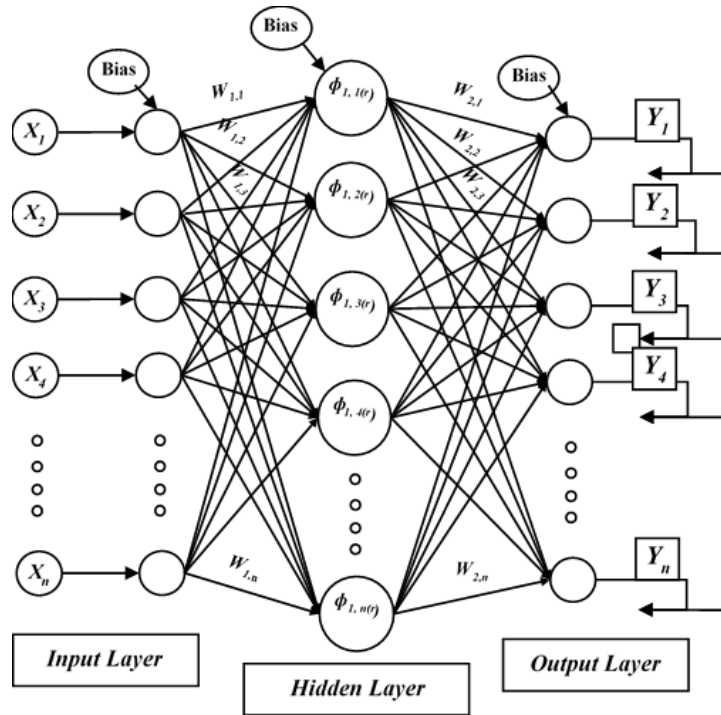 Bias
Bias
Bias
W1,1
W2,1
ϕ1, 1(r)
X1
Y1
W1,2
W2,2
W1,3
W2,3
ϕ1, 2(r)
X2
Y2
X3
ϕ1, 3(r)
Y3
X4
Y4
ϕ1, 4(r)
Xn
W1,n
W2,n
Yn
ϕ1, n(r)
Input Layer
Hidden Layer
Output Layer